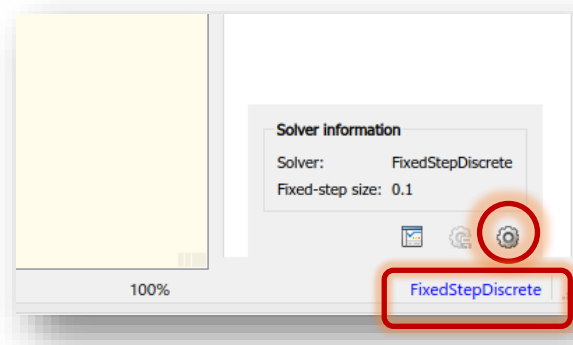 Solver information
Solver: FixedStepDiscrete
Fixed-step size: 0.1
100% FixedStepDiscrete